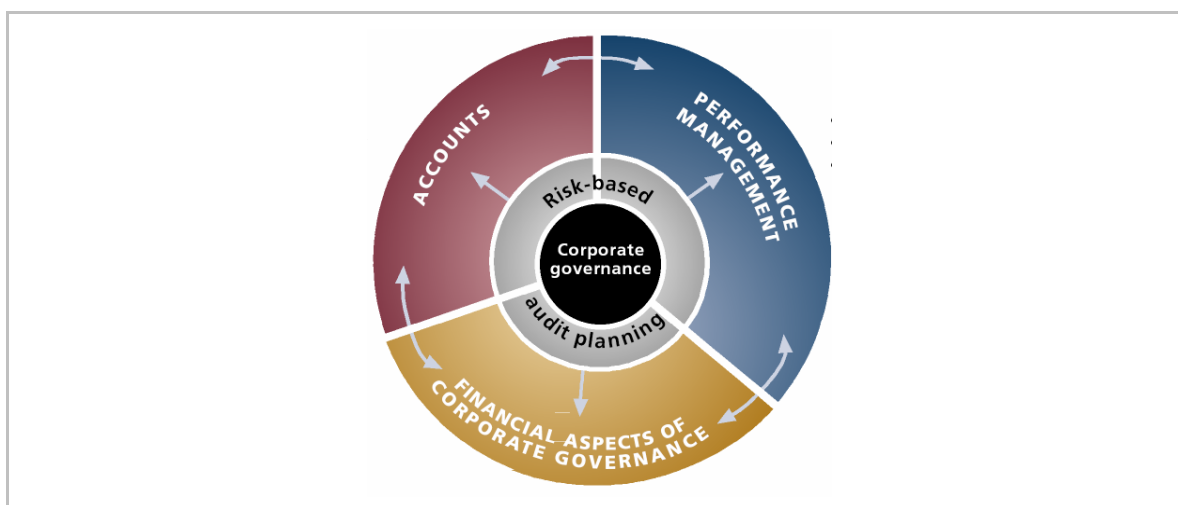 ACCOUNTS
PERFORMANCE
MANAGEMENT
Risk-based
Corporate
governance
audit planning
FINANCIAL ASPECTS OF
CORPORATE GOVERNANCE